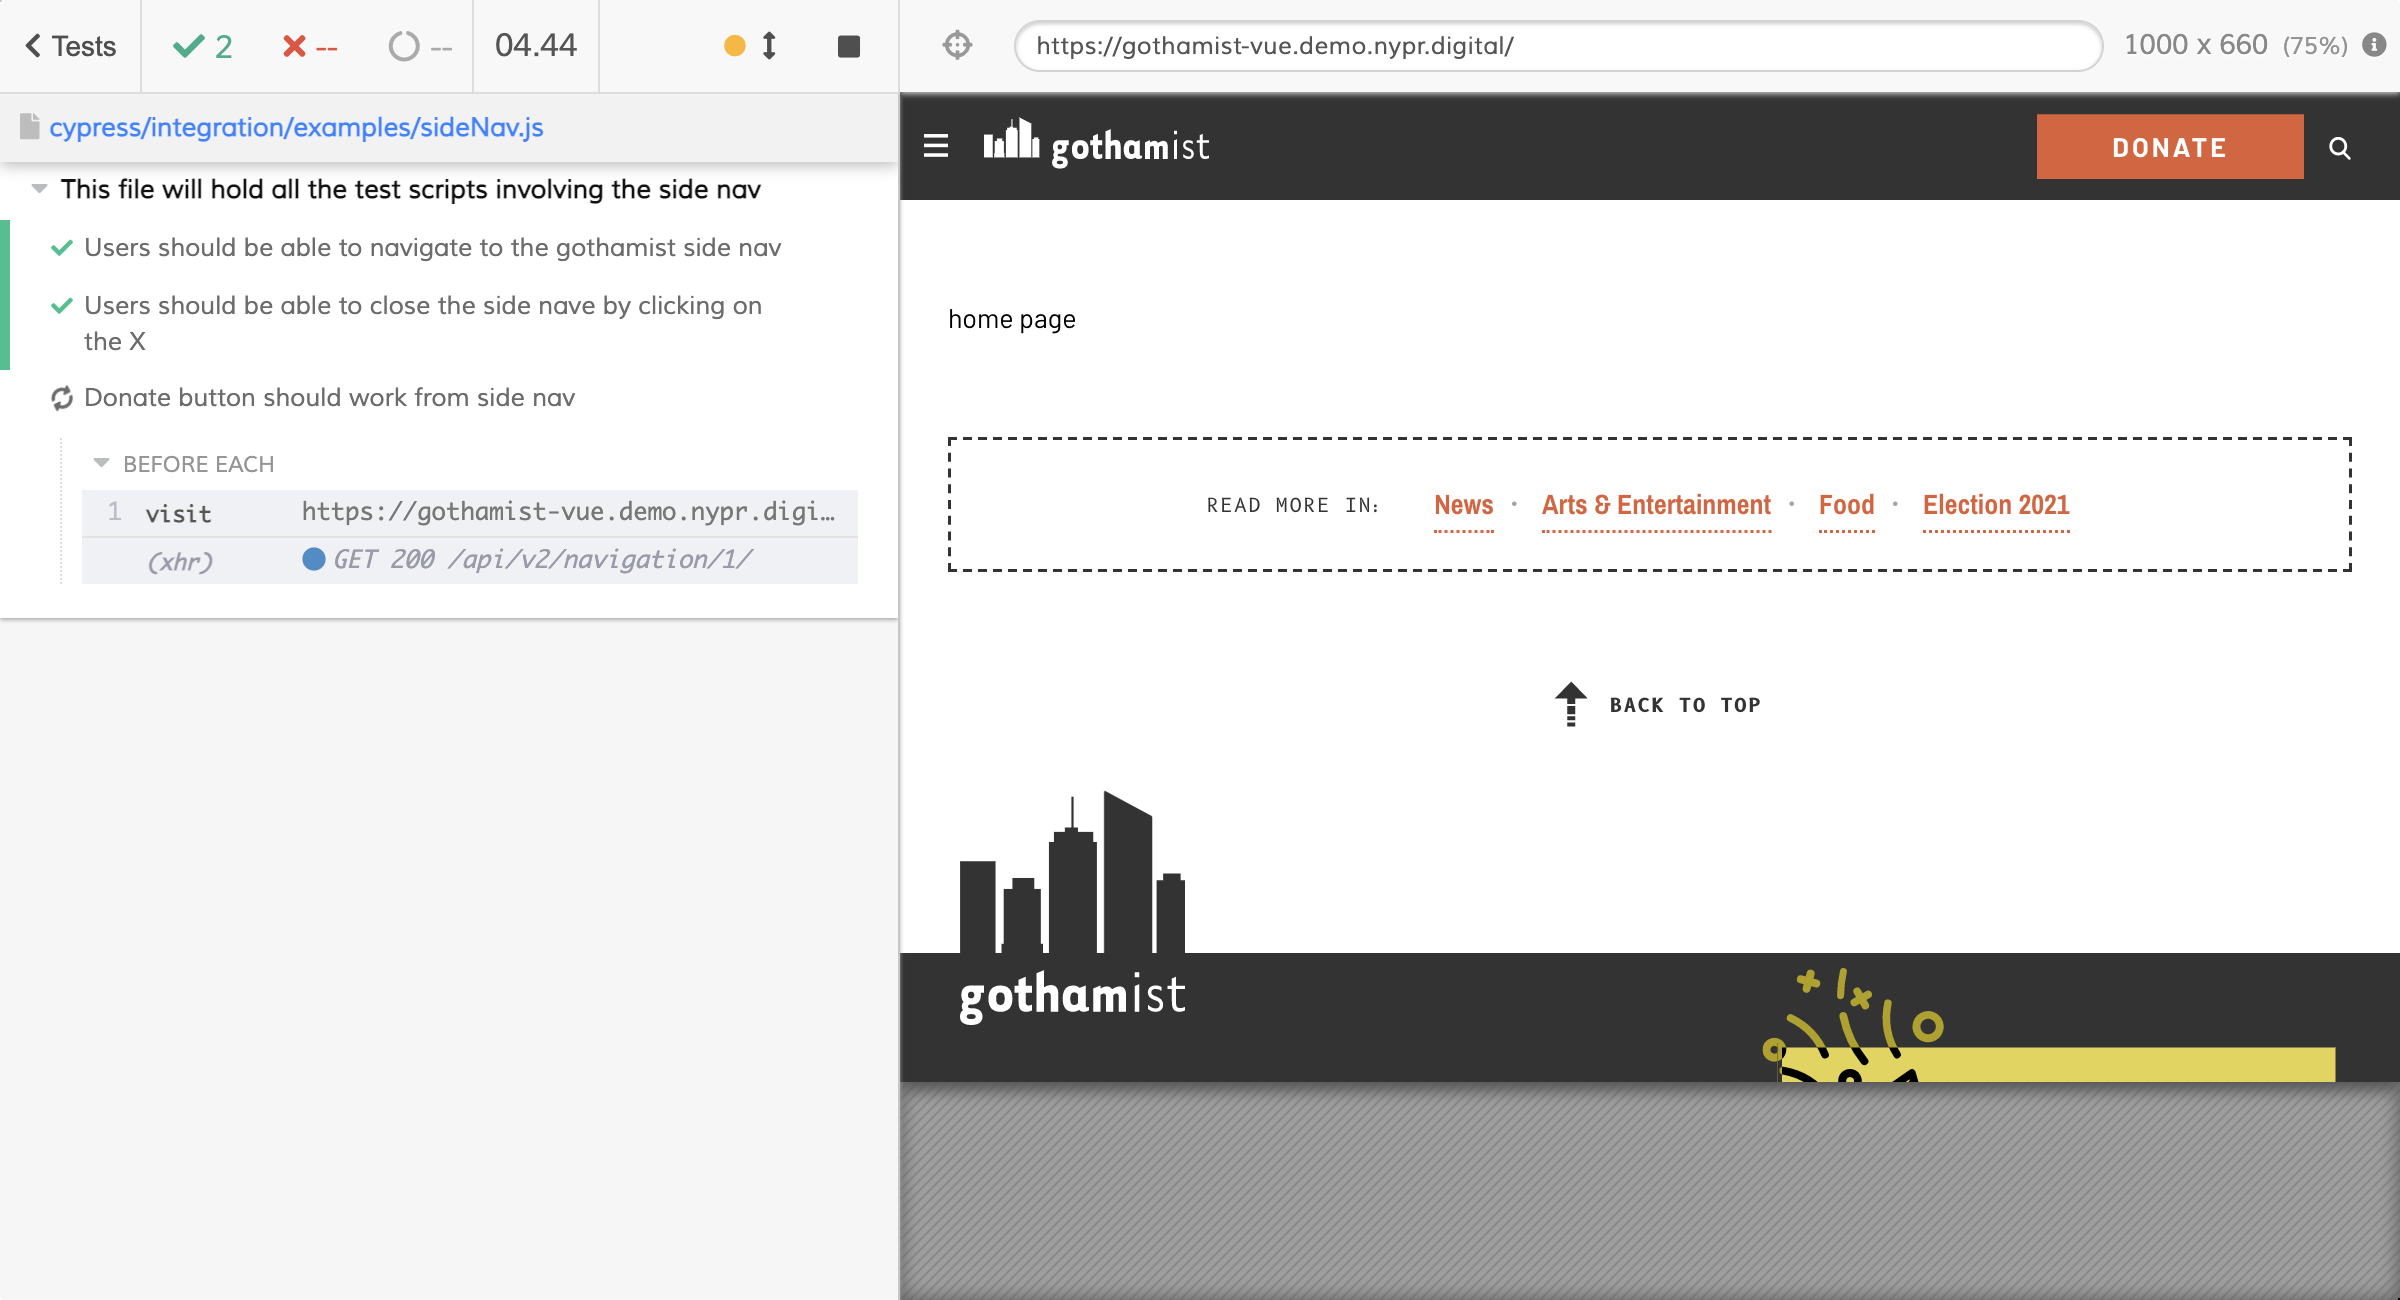 Tests
2
--
--
04.44
https://gothamist-vue.demo.nypr.digital/
1000 x 660 (75%)
cypress/integration/examples/sideNav.js
This file will hold all the test scripts involving the side nav
Users should be able to navigate to the gothamist side nav
Users should be able to close the side nave by clicking on
the X
Donate button should work from side nav
BEFORE EACH
1 visit https://gothamist-vue.demo.nypr.digi…
(xhr) GET 200 /api/v2/navigation/1/
gothamist
DONATE
home page
READ MORE IN: News · Arts & Entertainment · Food · Election 2021
BACK TO TOP
gothamist